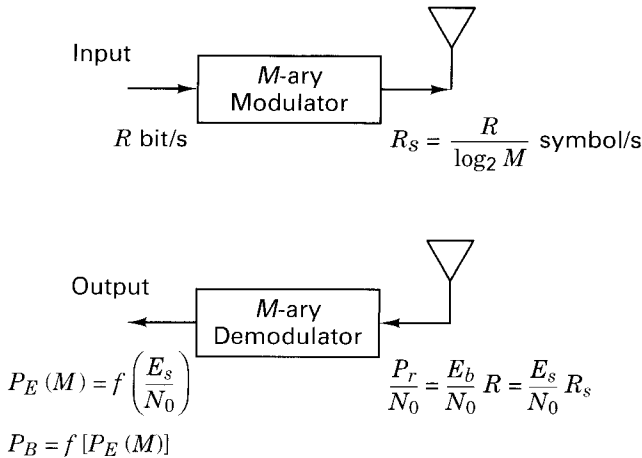 Input
M-ary
Modulator
R bit/s
R_s = R / log₂ M symbol/s
Output
M-ary
Demodulator
P_E (M) = f (E_s / N_0)
P_r / N_0 = E_b / N_0 R = E_s / N_0 R_s
P_B = f [P_E (M)]